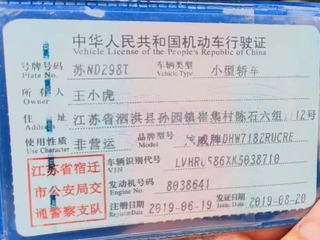 中华人民共和国机动车行驶证
Vehicle License of the People's Republic of China
号牌号码 苏ND298T 车辆类型 小型轿车
Plate No. Vehicle Type
所有人 王小虎
Owner
住址 江苏省泗洪县孙园镇崔集村陈石六组 12号
Address
使用性质 非营运 品牌型号 威牌DHW7182RUCRE
Use Character
江苏省宿迁
市公安局交
通警察支队
车辆识别代号
VIN
发动机号码 8038641
Engine No.
注册日期 2019-06-19 发证日期 2019-08-20
Register Date Issue Date